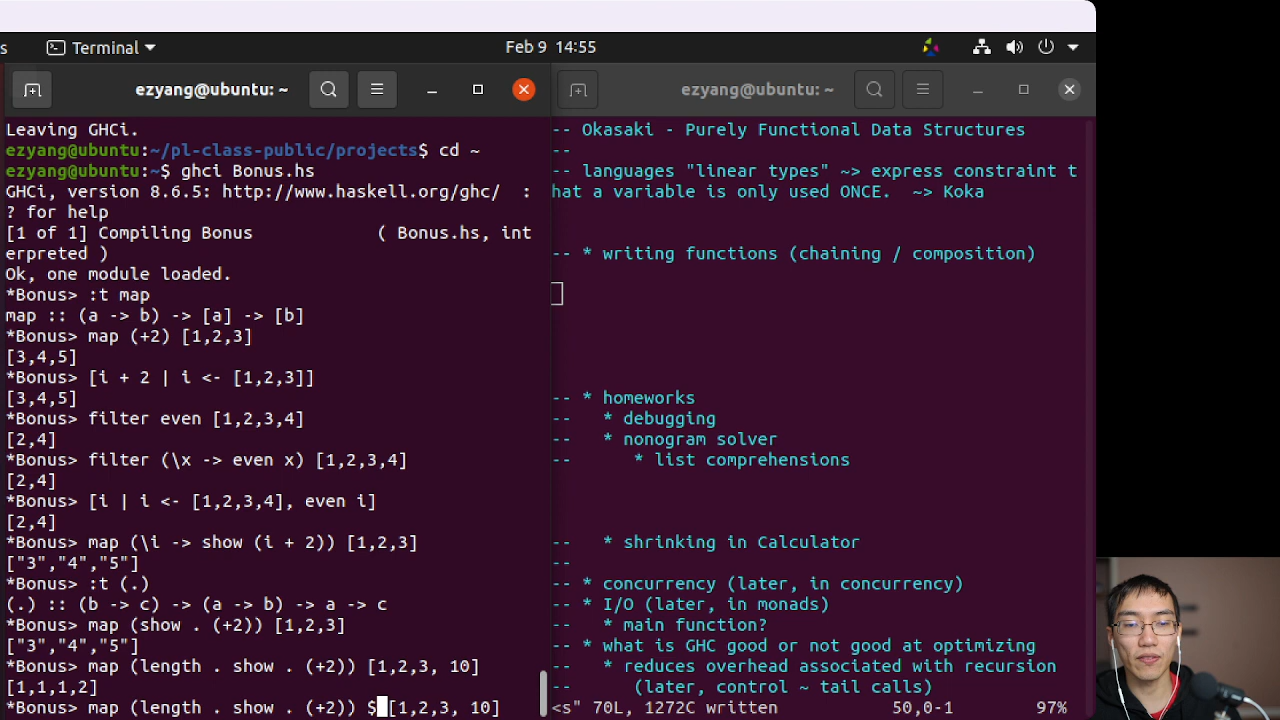 s Terminal Feb 9 14:55
ezyang@ubuntu: ~
Leaving GHCi.
ezyang@ubuntu:~/pl-class-public/projects$ cd ~
ezyang@ubuntu:~$ ghci Bonus.hs
GHCi, version 8.6.5: http://www.haskell.org/ghc/  :
? for help
[1 of 1] Compiling Bonus            ( Bonus.hs, int
erpreted )
Ok, one module loaded.
*Bonus> :t map
map :: (a -> b) -> [a] -> [b]
*Bonus> map (+2) [1,2,3]
[3,4,5]
*Bonus> [i + 2 | i <- [1,2,3]]
[3,4,5]
*Bonus> filter even [1,2,3,4]
[2,4]
*Bonus> filter (\x -> even x) [1,2,3,4]
[2,4]
*Bonus> [i | i <- [1,2,3,4], even i]
[2,4]
*Bonus> map (\i -> show (i + 2)) [1,2,3]
["3","4","5"]
*Bonus> :t (.)
(.) :: (b -> c) -> (a -> b) -> a -> c
*Bonus> map (show . (+2)) [1,2,3]
["3","4","5"]
*Bonus> map (length . show . (+2)) [1,2,3, 10]
[1,1,1,2]
*Bonus> map (length . show . (+2)) $ [1,2,3, 10]
ezyang@ubuntu: ~
-- Okasaki - Purely Functional Data Structures
--
-- languages "linear types" ~> express constraint t
hat a variable is only used ONCE.  ~> Koka
-- * writing functions (chaining / composition)
-- * homeworks
--   * debugging
--   * nonogram solver
--      * list comprehensions
--   * shrinking in Calculator
--
-- * concurrency (later, in concurrency)
-- * I/O (later, in monads)
--   * main function?
-- * what is GHC good or not good at optimizing
--   * reduces overhead associated with recursion
--      (later, control ~ tail calls)
<s" 70L, 1272C written 50,0-1 97%